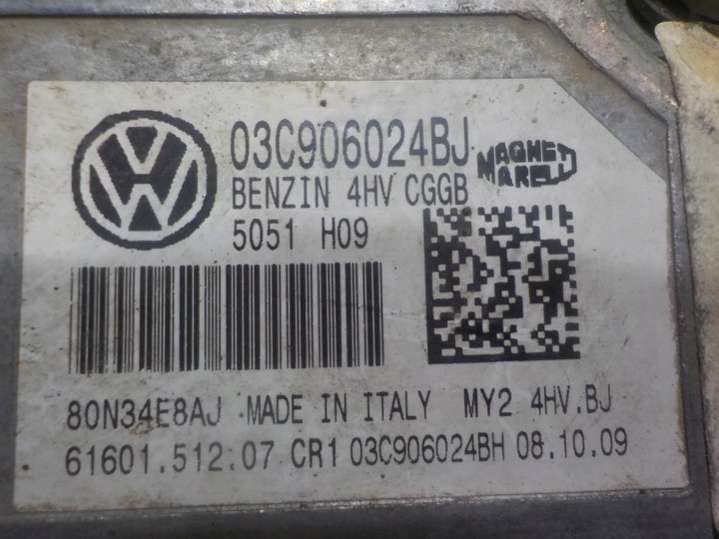 03C906024BJ
MAGNETI
MARELLI
BENZIN 4HV CGGB
5051 H09
80N34E8AJ MADE IN ITALY MY2 4HV.BJ
61601.512.07 CR1 03C906024BH 08.10.09